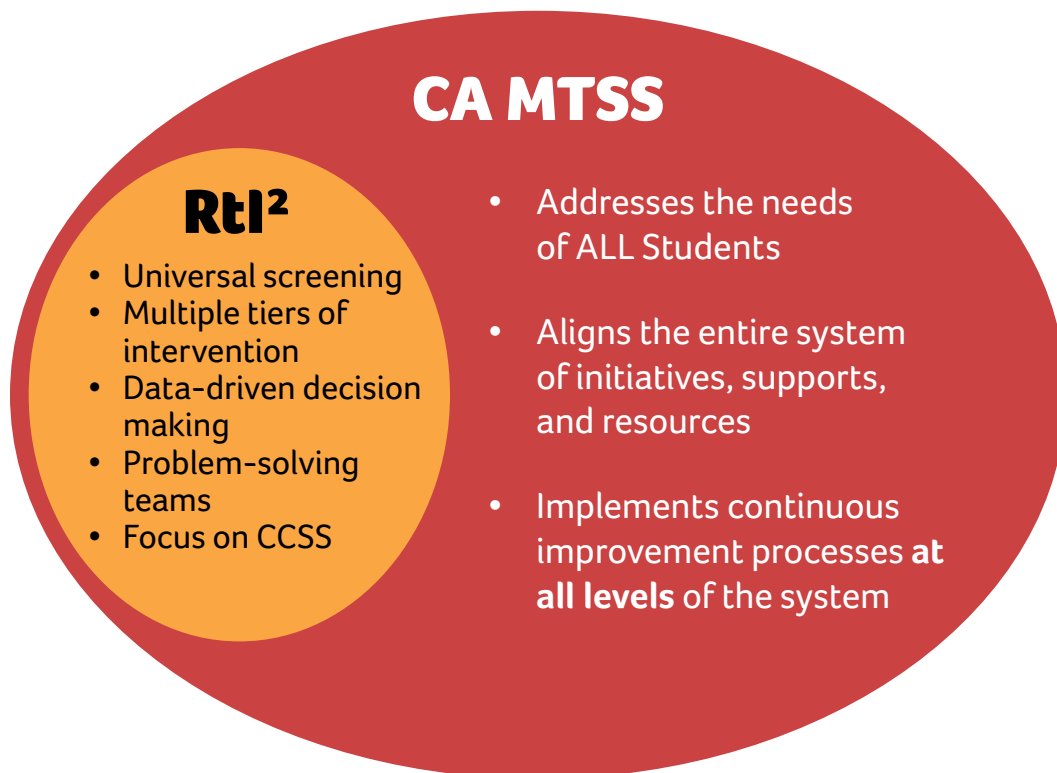 CA MTSS
RtI²
• Universal screening
• Multiple tiers of
intervention
• Data-driven decision
making
• Problem-solving
teams
• Focus on CCSS
• Addresses the needs
of ALL Students
• Aligns the entire system
of initiatives, supports,
and resources
• Implements continuous
improvement processes at
all levels of the system